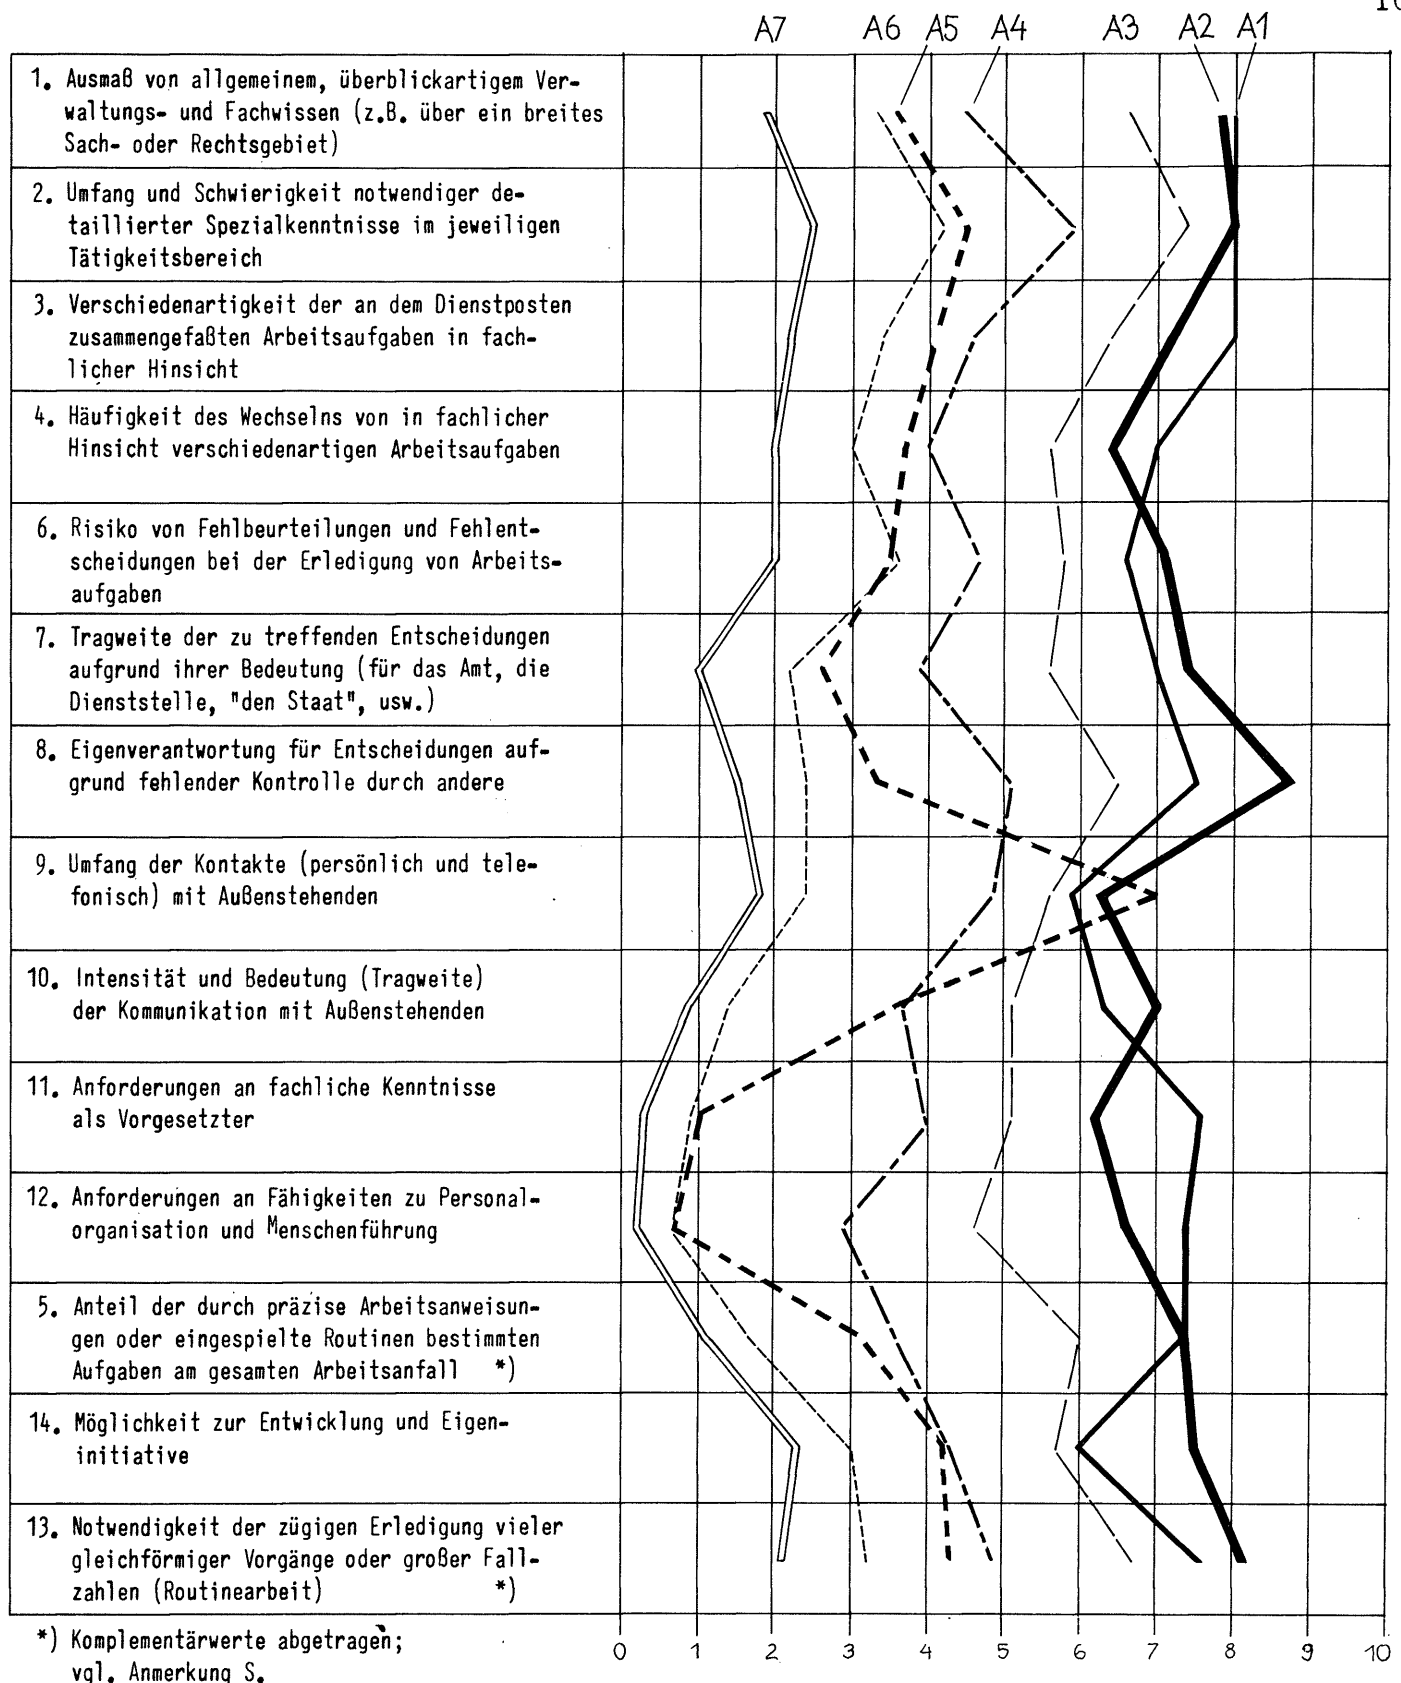 10
A7 A6 A5 A4 A3 A2 A1
1. Ausmaß von allgemeinem, überblickartigem Ver-
waltungs- und Fachwissen (z.B. über ein breites
Sach- oder Rechtsgebiet)
2. Umfang und Schwierigkeit notwendiger de-
taillierter Spezialkenntnisse im jeweiligen
Tätigkeitsbereich
3. Verschiedenartigkeit der an dem Dienstposten
zusammengefaßten Arbeitsaufgaben in fach-
licher Hinsicht
4. Häufigkeit des Wechselns von in fachlicher
Hinsicht verschiedenartigen Arbeitsaufgaben
6. Risiko von Fehlbeurteilungen und Fehlent-
scheidungen bei der Erledigung von Arbeits-
aufgaben
7. Tragweite der zu treffenden Entscheidungen
aufgrund ihrer Bedeutung (für das Amt, die
Dienststelle, "den Staat", usw.)
8. Eigenverantwortung für Entscheidungen auf-
grund fehlender Kontrolle durch andere
9. Umfang der Kontakte (persönlich und tele-
fonisch) mit Außenstehenden
10. Intensität und Bedeutung (Tragweite)
der Kommunikation mit Außenstehenden
11. Anforderungen an fachliche Kenntnisse
als Vorgesetzter
12. Anforderungen an Fähigkeiten zu Personal-
organisation und Menschenführung
5. Anteil der durch präzise Arbeitsanweisun-
gen oder eingespielte Routinen bestimmten
Aufgaben am gesamten Arbeitsanfall *)
14. Möglichkeit zur Entwicklung und Eigen-
initiative
13. Notwendigkeit der zügigen Erledigung vieler
gleichförmiger Vorgänge oder großer Fall-
zahlen (Routinearbeit) *)
*) Komplementärwerte abgetragen;
vgl. Anmerkung S.
0 1 2 3 4 5 6 7 8 9 10